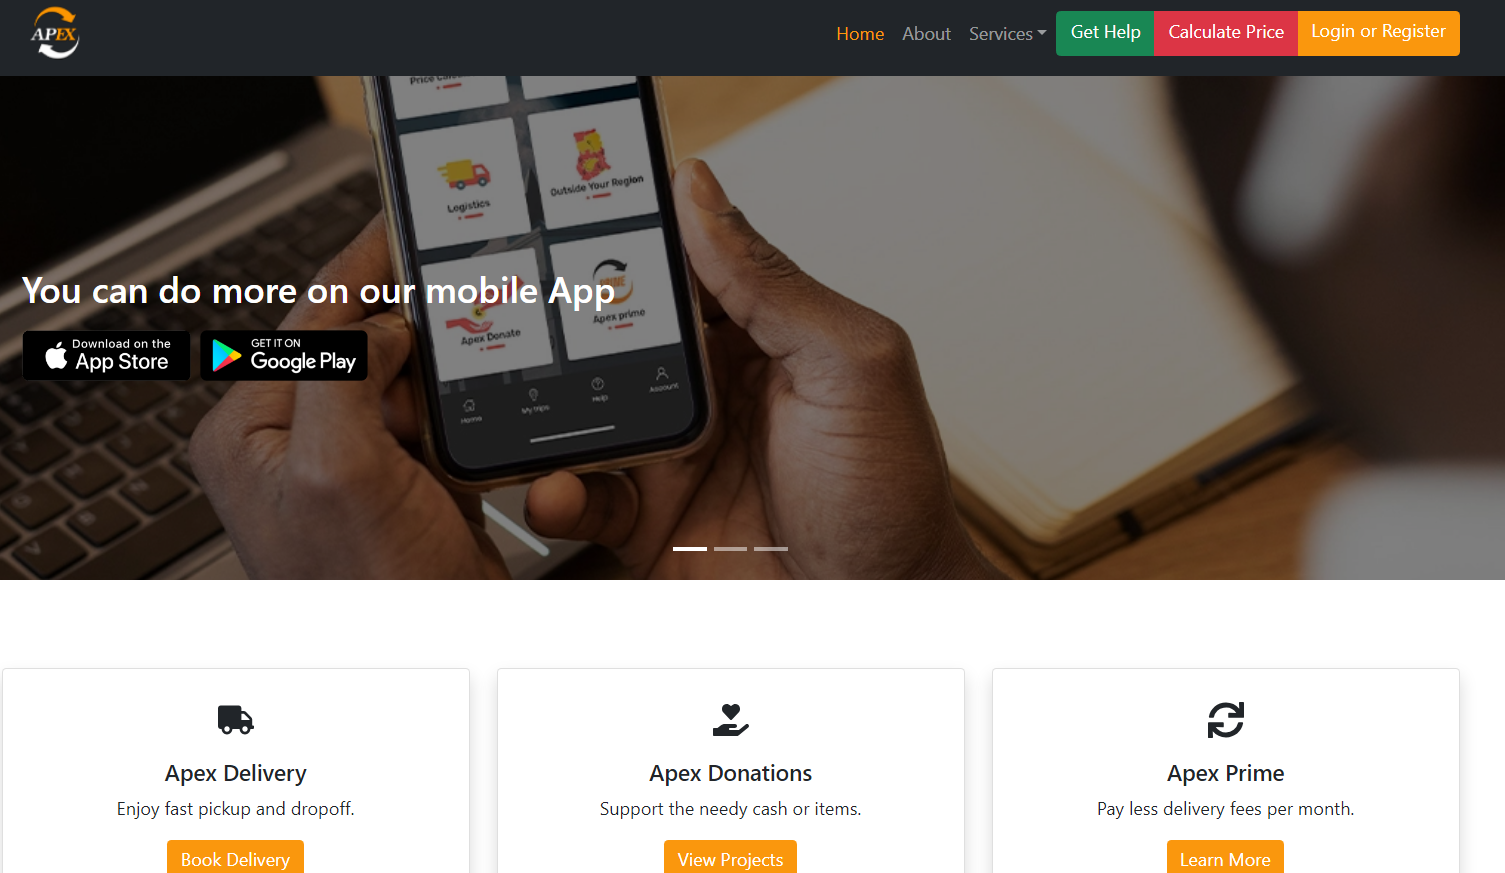 APEX
Home
About
Services
Get Help
Calculate Price
Login or Register
Logistics
Outside Your Region
Apex Donate
Apex prime
Home
My trips
Help
Account
You can do more on our mobile App
Download on the
App Store
GET IT ON
Google Play
Apex Delivery
Enjoy fast pickup and dropoff.
Book Delivery
Apex Donations
Support the needy cash or items.
View Projects
Apex Prime
Pay less delivery fees per month.
Learn More